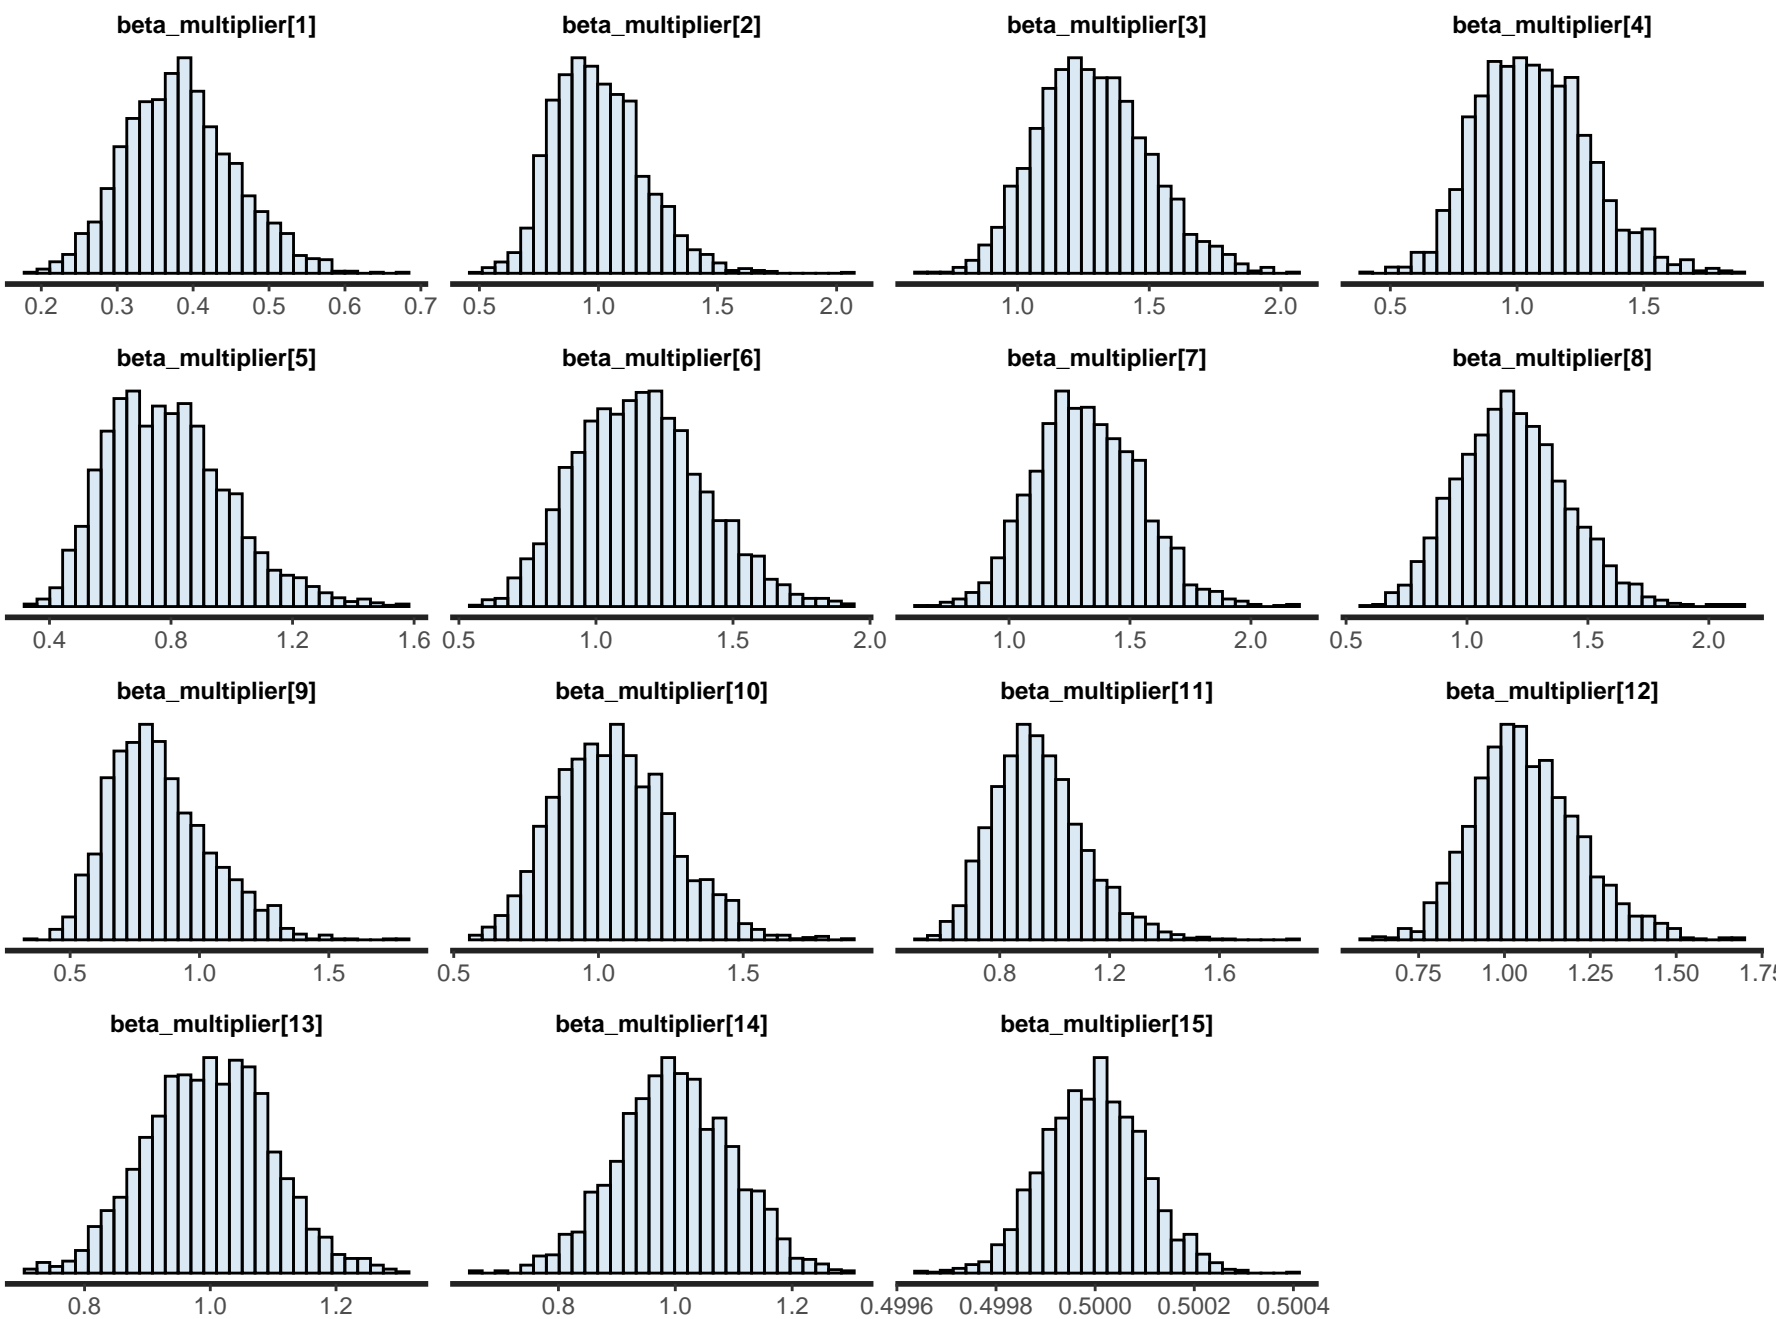 beta_multiplier[1] beta_multiplier[2] beta_multiplier[3] beta_multiplier[4]
0.2 0.3 0.4 0.5 0.6 0.7 0.5 1.0 1.5 2.0 1.0 1.5 2.0 0.5 1.0 1.5
beta_multiplier[5] beta_multiplier[6] beta_multiplier[7] beta_multiplier[8]
0.4 0.8 1.2 1.6 0.5 1.0 1.5 2.0 1.0 1.5 2.0 0.5 1.0 1.5 2.0
beta_multiplier[9] beta_multiplier[10] beta_multiplier[11] beta_multiplier[12]
0.5 1.0 1.5 0.5 1.0 1.5 0.8 1.2 1.6 0.75 1.00 1.25 1.50 1.75
beta_multiplier[13] beta_multiplier[14] beta_multiplier[15]
0.8 1.0 1.2 0.8 1.0 1.2 0.4996 0.4998 0.5000 0.5002 0.5004